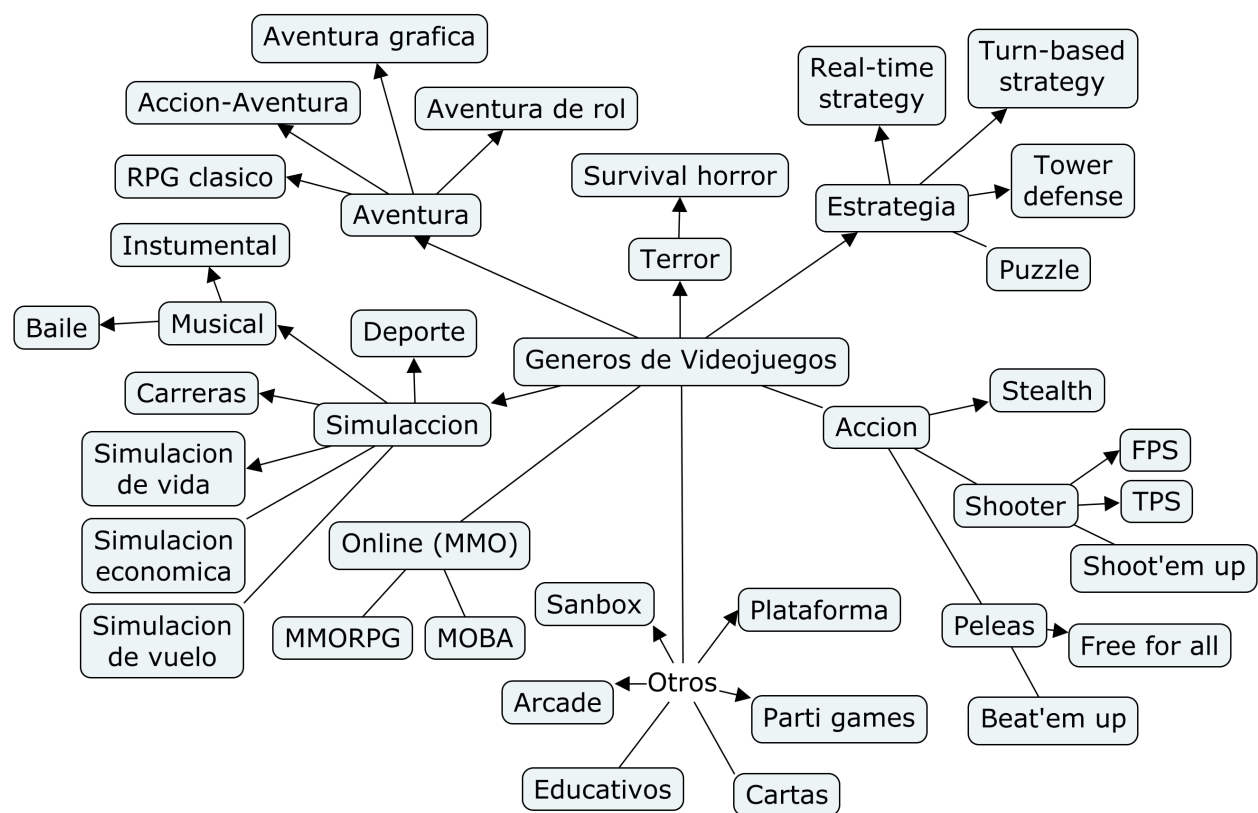 Aventura grafica
Turn-based
strategy
Real-time
strategy
Accion-Aventura
Aventura de rol
Tower
defense
RPG clasico
Survival horror
Aventura
Estrategia
Instumental
Terror
Puzzle
Baile
Musical
Deporte
Generos de Videojuegos
Carreras
Stealth
Simulaccion
Accion
Simulacion
de vida
FPS
Shooter
TPS
Simulacion
economica
Online (MMO)
Shoot'em up
Sanbox
Plataforma
Simulacion
de vuelo
MMORPG
MOBA
Peleas
Free for all
Otros
Arcade
Parti games
Beat'em up
Educativos
Cartas